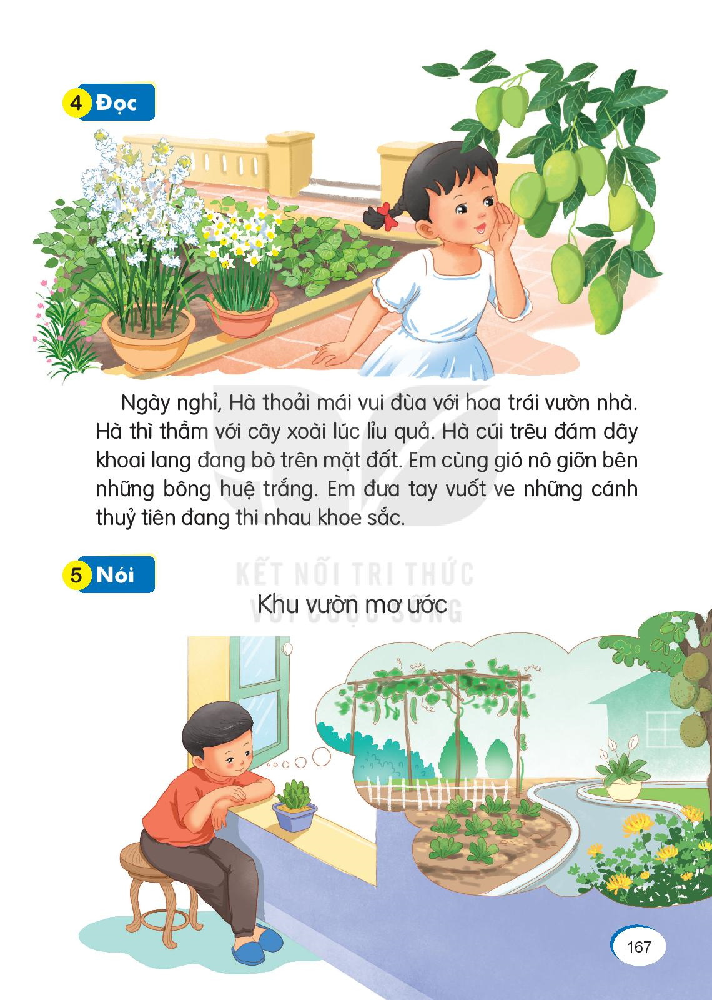 4 Đọc
Ngày nghỉ, Hà thoải mái vui đùa với hoa trái vườn nhà.
Hà thì thầm với cây xoài lúc lỉu quả. Hà cúi trêu đám dây
khoai lang đang bò trên mặt đất. Em cùng gió nô giỡn bên
những bông huệ trắng. Em đưa tay vuốt ve những cánh
thuỷ tiên đang thi nhau khoe sắc.
5 Nói
KẾT NỐI TRI THỨC
VỚI CUỘC SỐNG
Khu vườn mơ ước
167